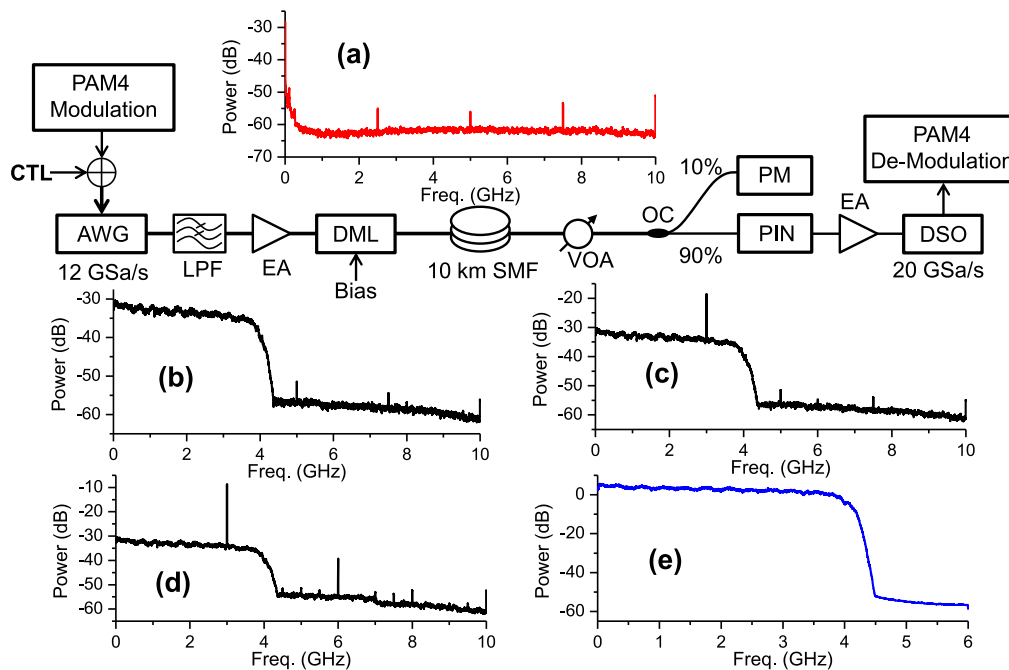 PAM4
Modulation
CTL
AWG
12 GSa/s
LPF
EA
DML
Bias
10 km SMF
VOA
OC
10%
90%
PM
PIN
EA
PAM4
De-Modulation
DSO
20 GSa/s
(a)
Power (dB)
-30
-40
-50
-60
-70
0 2 4 6 8 10
Freq. (GHz)
(b)
Power (dB)
-30
-40
-50
-60
0 2 4 6 8 10
Freq. (GHz)
(c)
Power (dB)
-20
-30
-40
-50
-60
0 2 4 6 8 10
Freq. (GHz)
(d)
Power (dB)
-10
-20
-30
-40
-50
-60
0 2 4 6 8 10
Freq. (GHz)
(e)
Power (dB)
0
-20
-40
-60
0 1 2 3 4 5 6
Freq. (GHz)